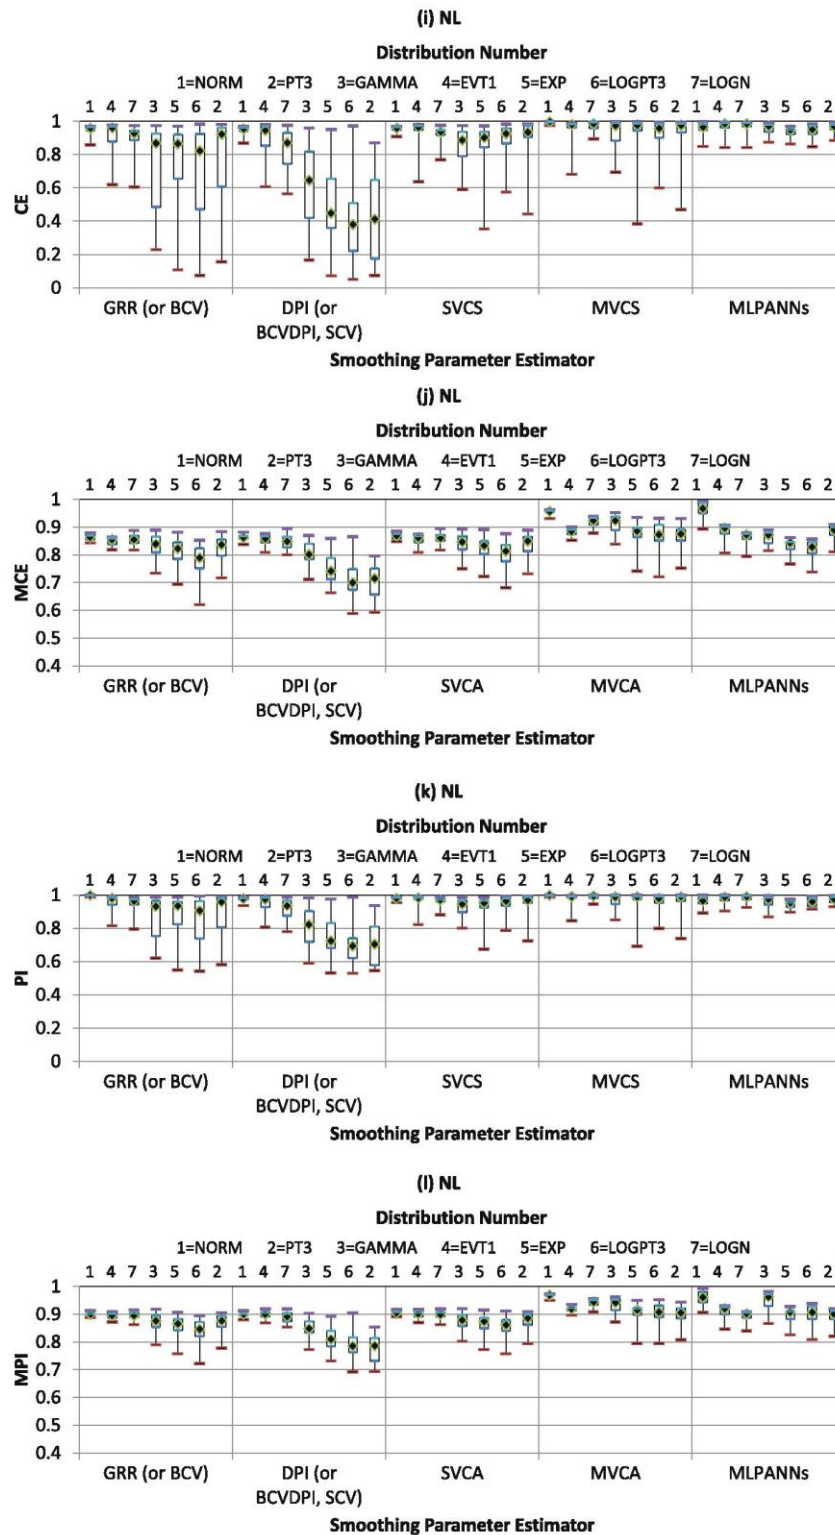 (i) NL
Distribution Number
1=NORM 2=PT3 3=GAMMA 4=EVT1 5=EXP 6=LOGPT3 7=LOGN
1 4 7 3 5 6 2 1 4 7 3 5 6 2 1 4 7 3 5 6 2 1 4 7 3 5 6 2 1 4 7 3 5 6 2
CE
1
0.8
0.6
0.4
0.2
0
GRR (or BCV) DPI (or SVCS MVCS MLPANNs
BCVDPI, SCV)
Smoothing Parameter Estimator
(j) NL
Distribution Number
1=NORM 2=PT3 3=GAMMA 4=EVT1 5=EXP 6=LOGPT3 7=LOGN
1 4 7 3 5 6 2 1 4 7 3 5 6 2 1 4 7 3 5 6 2 1 4 7 3 5 6 2 1 4 7 3 5 6 2
MCE
1
0.9
0.8
0.7
0.6
0.5
0.4
GRR (or BCV) DPI (or SVCA MVCA MLPANNs
BCVDPI, SCV)
Smoothing Parameter Estimator
(k) NL
Distribution Number
1=NORM 2=PT3 3=GAMMA 4=EVT1 5=EXP 6=LOGPT3 7=LOGN
1 4 7 3 5 6 2 1 4 7 3 5 6 2 1 4 7 3 5 6 2 1 4 7 3 5 6 2 1 4 7 3 5 6 2
PI
1
0.8
0.6
0.4
0.2
0
GRR (or BCV) DPI (or SVCS MVCS MLPANNs
BCVDPI, SCV)
Smoothing Parameter Estimator
(l) NL
Distribution Number
1=NORM 2=PT3 3=GAMMA 4=EVT1 5=EXP 6=LOGPT3 7=LOGN
1 4 7 3 5 6 2 1 4 7 3 5 6 2 1 4 7 3 5 6 2 1 4 7 3 5 6 2 1 4 7 3 5 6 2
MPI
1
0.9
0.8
0.7
0.6
0.5
0.4
GRR (or BCV) DPI (or SVCA MVCA MLPANNs
BCVDPI, SCV)
Smoothing Parameter Estimator